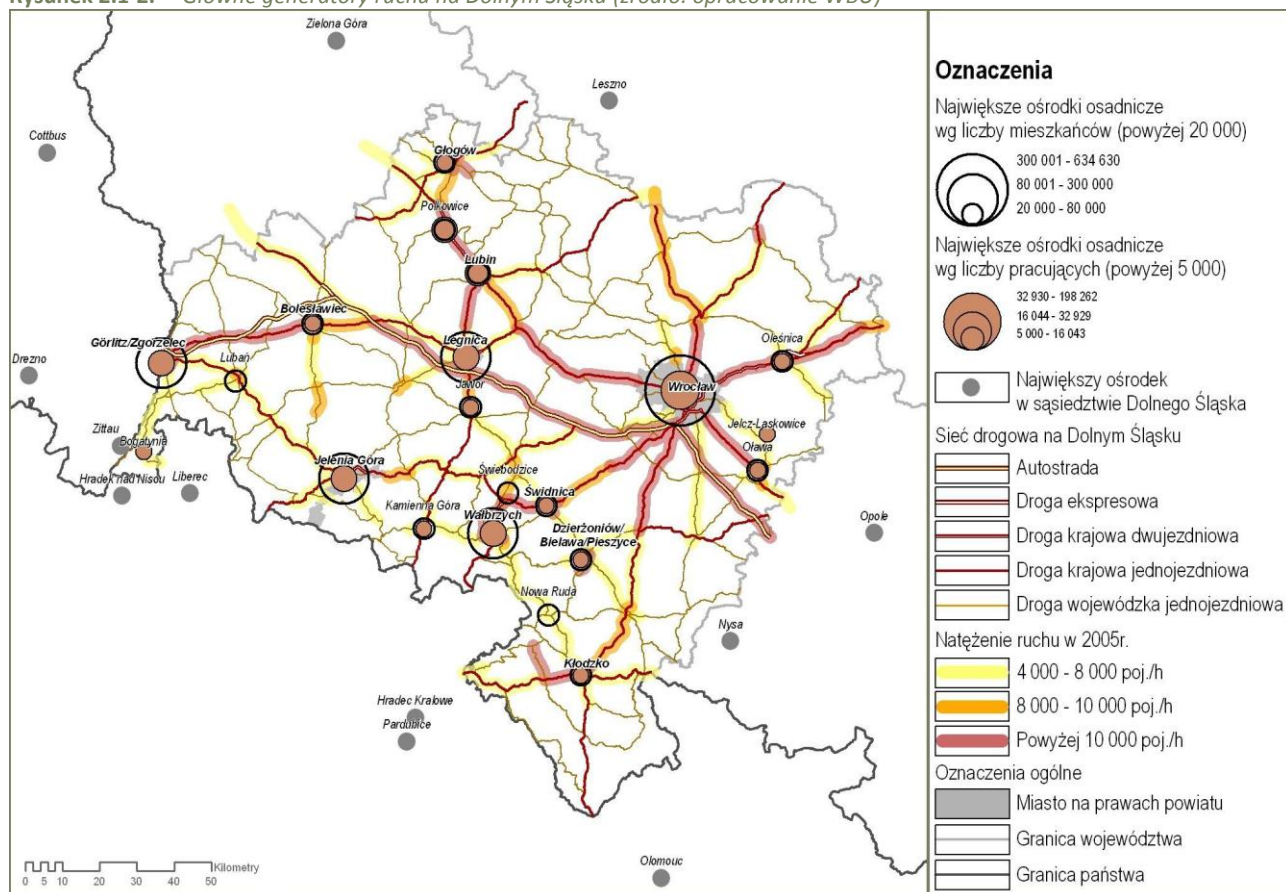 Rysunek 2.1-2. Główne generatory ruchu na Dolnym Śląsku (źródło: opracowanie WBU)
Zielona Góra
Leszno
Cottbus
Głogów
Polkowice
Lubin
Bolesławiec
Görlitz/Zgorzelec
Legnica
Oleśnica
Drezno
Lubań
Wrocław
Jawor
Jelcz-Laskowice
Zittau
Bogatynia
Oława
Jelenia Góra
Świebodzice
Hradek nad Nisou
Liberec
Kamienna Góra
Świdnica
Wałbrzych
Dzierżoniów/
Bielawa/Pieszyce
Opole
Nowa Ruda
Nysa
Kłodzko
Hradec Kralowe
Pardubice
Olomouc
Kilometry
0 5 10 20 30 40 50
Oznaczenia
Największe ośrodki osadnicze
wg liczby mieszkańców (powyżej 20 000)
300 001 - 634 630
80 001 - 300 000
20 000 - 80 000
Największe ośrodki osadnicze
wg liczby pracujących (powyżej 5 000)
32 930 - 198 262
16 044 - 32 929
5 000 - 16 043
Największy ośrodek
w sąsiedztwie Dolnego Śląska
Sieć drogowa na Dolnym Śląsku
Autostrada
Droga ekspresowa
Droga krajowa dwujezdniowa
Droga krajowa jednojezdniowa
Droga wojewódzka jednojezdniowa
Natężenie ruchu w 2005r.
4 000 - 8 000 poj./h
8 000 - 10 000 poj./h
Powyżej 10 000 poj./h
Oznaczenia ogólne
Miasto na prawach powiatu
Granica województwa
Granica państwa